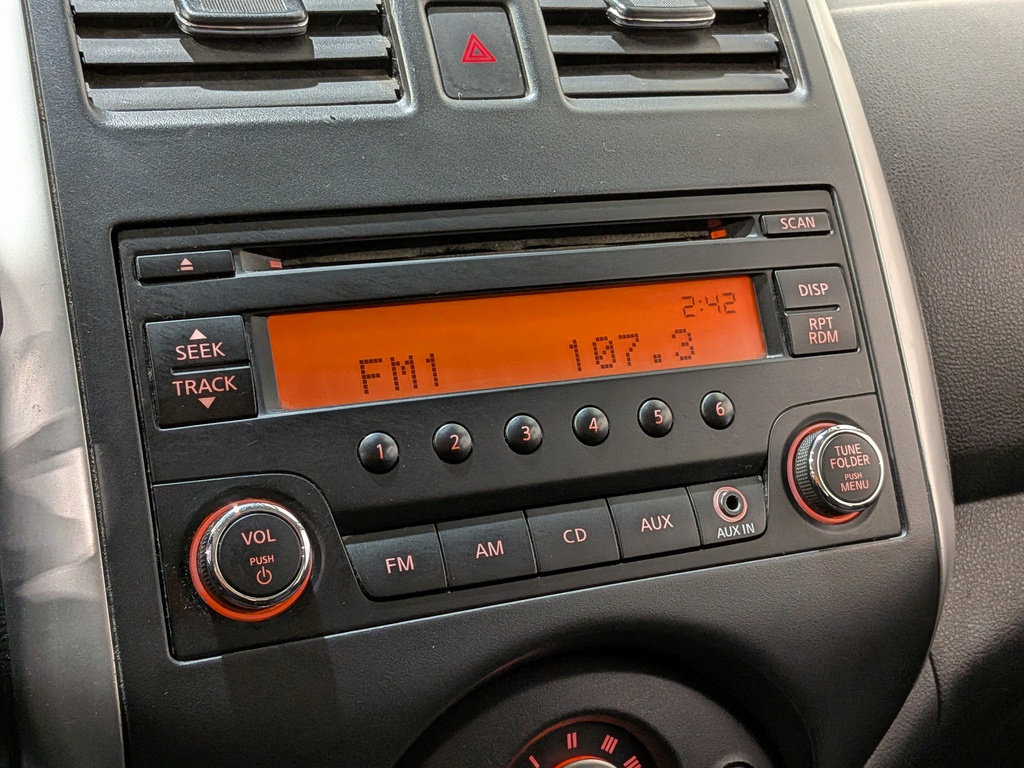 SCAN
2:42
DISP
SEEK
FM1 107.3
RPT
RDM
TRACK
1 2 3 4 5 6
TUNE
FOLDER
PUSH
MENU
VOL
PUSH
FM AM CD AUX
AUX IN